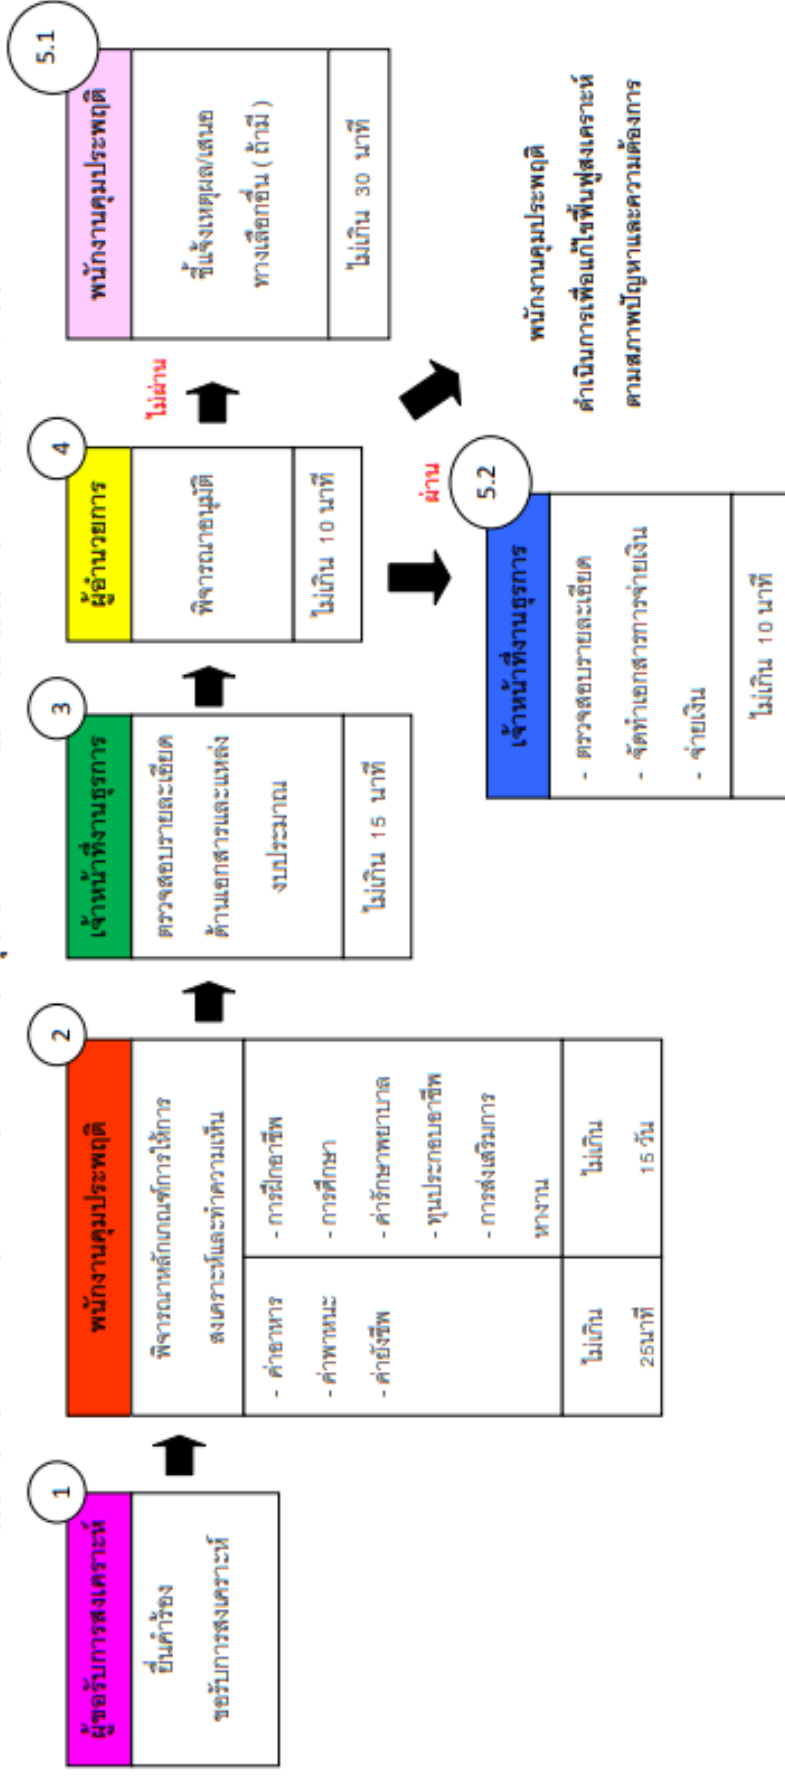 1
ผู้ขอรับการสงเคราะห์
ยื่นคำร้อง
ขอรับการสงเคราะห์
2
พนักงานคุมประพฤติ
พิจารณาหลักเกณฑ์การให้การ
สงเคราะห์และทำความเห็น
- ค่าอาหาร
- ค่าพาหนะ
- ค่ายังชีพ
ไม่เกิน
25นาที
- การฝึกอาชีพ
- การศึกษา
- ค่ารักษาพยาบาล
- ทุนประกอบอาชีพ
- การส่งเสริมการ
หางาน
ไม่เกิน
15 วัน
3
เจ้าหน้าที่งานธุรการ
ตรวจสอบรายละเอียด
ด้านเอกสารและแหล่ง
งบประมาณ
ไม่เกิน 15 นาที
4
ผู้อำนวยการ
พิจารณาอนุมัติ
ไม่เกิน 10 นาที
ไม่ผ่าน
5.1
พนักงานคุมประพฤติ
ชี้แจ้งเหตุผล/เสนอ
ทางเลือกอื่น ( ถ้ามี )
ไม่เกิน 30 นาที
ผ่าน
5.2
เจ้าหน้าที่งานธุรการ
- ตรวจสอบรายละเอียด
- จัดทำเอกสารการจ่ายเงิน
- จ่ายเงิน
ไม่เกิน 10 นาที
พนักงานคุมประพฤติ
ดำเนินการเพื่อแก้ไขฟื้นฟูสงเคราะห์
ตามสภาพปัญหาและความต้องการ